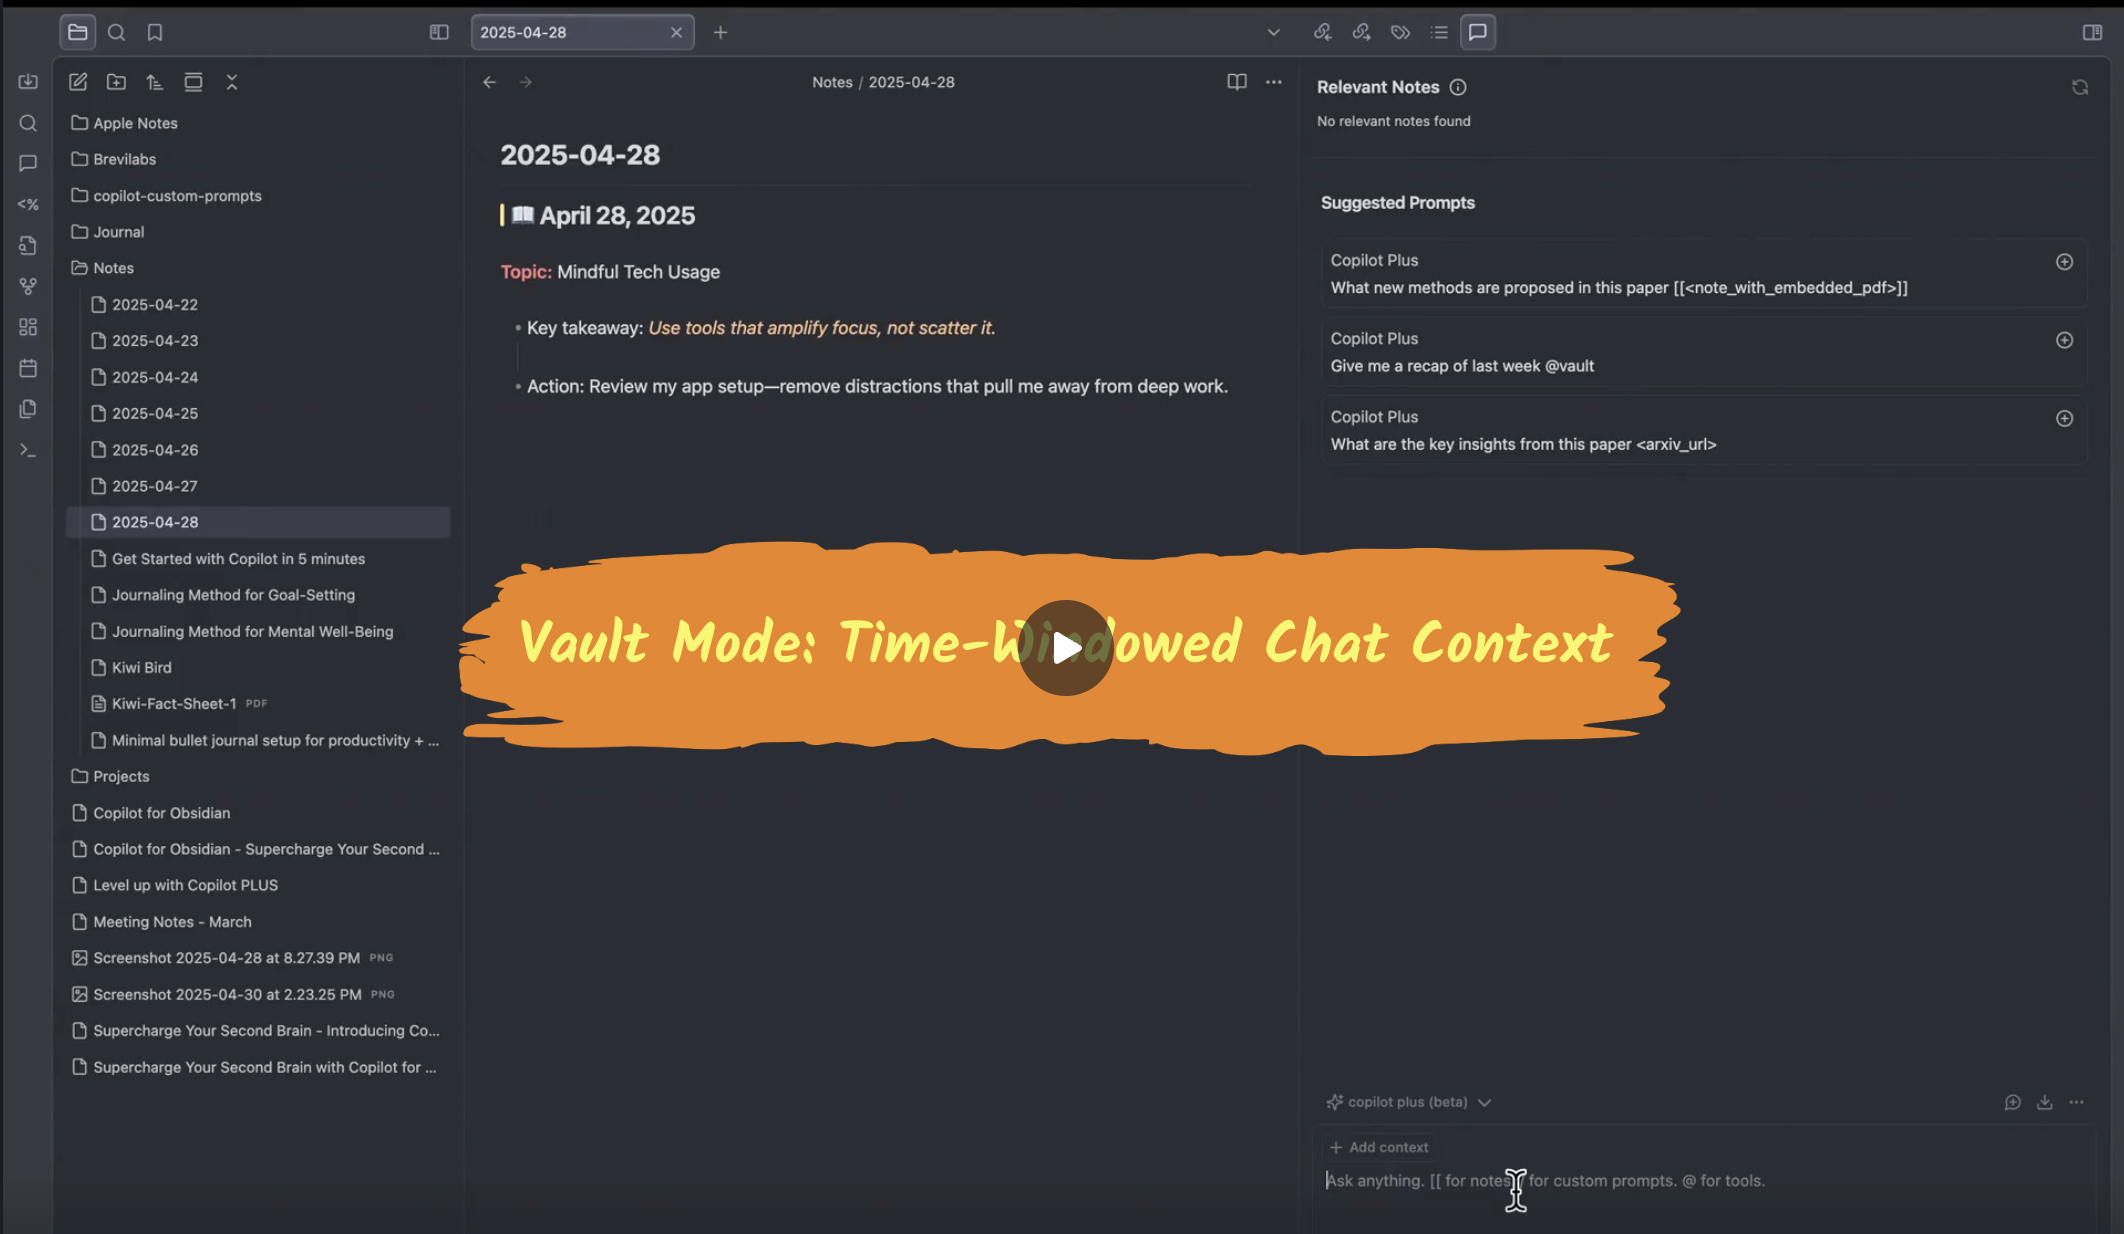 2025-04-28
Notes / 2025-04-28
Apple Notes
Brevilabs
copilot-custom-prompts
Journal
Notes
2025-04-22
2025-04-23
2025-04-24
2025-04-25
2025-04-26
2025-04-27
2025-04-28
Get Started with Copilot in 5 minutes
Journaling Method for Goal-Setting
Journaling Method for Mental Well-Being
Kiwi Bird
Kiwi-Fact-Sheet-1 PDF
Minimal bullet journal setup for productivity + ...
Projects
Copilot for Obsidian
Copilot for Obsidian - Supercharge Your Second ...
Level up with Copilot PLUS
Meeting Notes - March
Screenshot 2025-04-28 at 8.27.39 PM PNG
Screenshot 2025-04-30 at 2.23.25 PM PNG
Supercharge Your Second Brain - Introducing Co...
Supercharge Your Second Brain with Copilot for ...
2025-04-28
April 28, 2025
Topic: Mindful Tech Usage
Key takeaway: Use tools that amplify focus, not scatter it.
Action: Review my app setup—remove distractions that pull me away from deep work.
Vault Mode: Time-Windowed Chat Context
Relevant Notes
No relevant notes found
Suggested Prompts
Copilot Plus
What new methods are proposed in this paper [[<note_with_embedded_pdf>]]
Copilot Plus
Give me a recap of last week @vault
Copilot Plus
What are the key insights from this paper <arxiv_url>
copilot plus (beta)
+ Add context
Ask anything. [[ for notes, / for custom prompts. @ for tools.